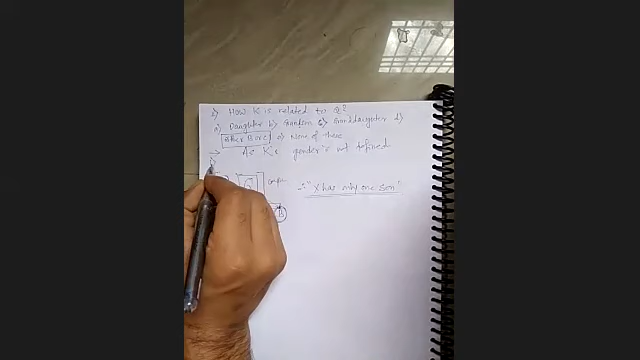 2) How K is related to Q?
a) Daughter b) Grandson c) Granddaughter d)
either B or C e) None of these
→ As K's gender is not defined
∴ "X has only one son"